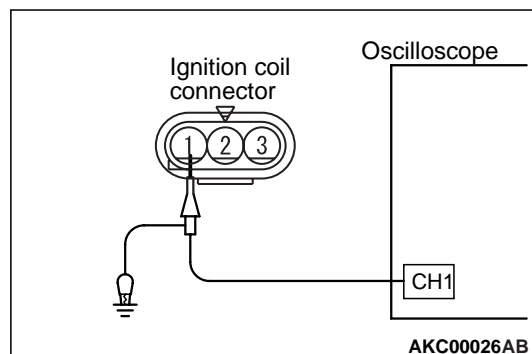 Oscilloscope
Ignition coil
connector
1 2 3
CH1
AKC00026AB